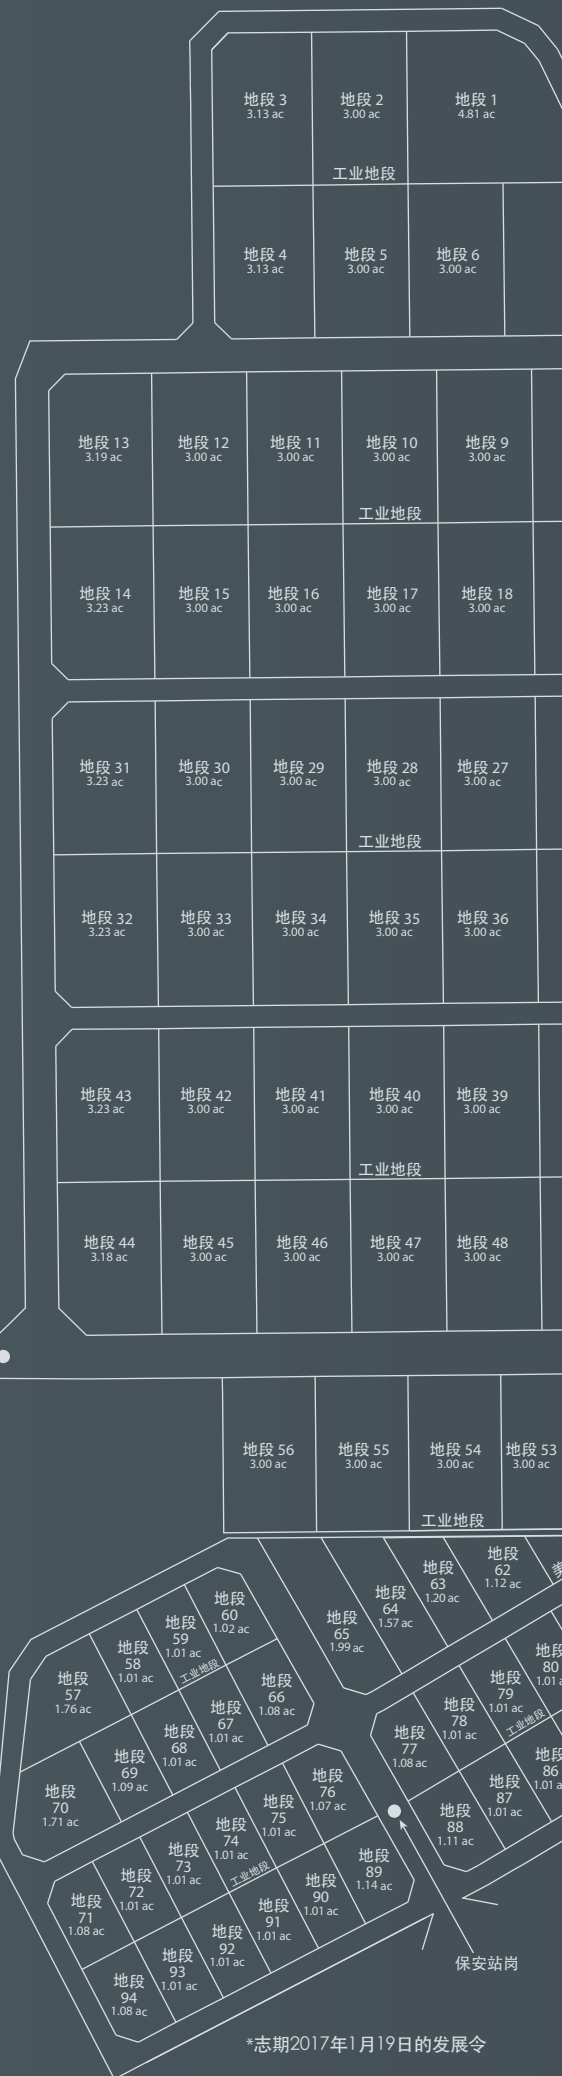 地段 3
3.13 ac
地段 2
3.00 ac
地段 1
4.81 ac
工业地段
地段 4
3.13 ac
地段 5
3.00 ac
地段 6
3.00 ac
地段 13
3.19 ac
地段 12
3.00 ac
地段 11
3.00 ac
地段 10
3.00 ac
地段 9
3.00 ac
工业地段
地段 14
3.23 ac
地段 15
3.00 ac
地段 16
3.00 ac
地段 17
3.00 ac
地段 18
3.00 ac
地段 31
3.23 ac
地段 30
3.00 ac
地段 29
3.00 ac
地段 28
3.00 ac
地段 27
3.00 ac
工业地段
地段 32
3.23 ac
地段 33
3.00 ac
地段 34
3.00 ac
地段 35
3.00 ac
地段 36
3.00 ac
地段 43
3.23 ac
地段 42
3.00 ac
地段 41
3.00 ac
地段 40
3.00 ac
地段 39
3.00 ac
工业地段
地段 44
3.18 ac
地段 45
3.00 ac
地段 46
3.00 ac
地段 47
3.00 ac
地段 48
3.00 ac
地段 56
3.00 ac
地段 55
3.00 ac
地段 54
3.00 ac
地段 53
3.00 ac
工业地段
地段
62
1.12 ac
地段
63
1.20 ac
地段
64
1.57 ac
地段
65
1.99 ac
地段
60
1.02 ac
地段
59
1.01 ac
地段
58
1.01 ac
地段
57
1.76 ac
工业地段
地段
66
1.08 ac
地段
67
1.01 ac
地段
68
1.01 ac
地段
69
1.09 ac
地段
70
1.71 ac
地段
80
1.01 a
地段
79
1.01 ac
地段
78
1.01 ac
地段
77
1.08 ac
工业地段
地段
86
1.01 a
地段
87
1.01 ac
地段
88
1.11 ac
地段
76
1.07 ac
地段
75
1.01 ac
地段
74
1.01 ac
地段
73
1.01 ac
地段
72
1.01 ac
地段
71
1.08 ac
工业地段
地段
89
1.14 ac
地段
90
1.01 ac
地段
91
1.01 ac
地段
92
1.01 ac
地段
93
1.01 ac
地段
94
1.08 ac
保安站岗
*志期2017年1月19日的发展令